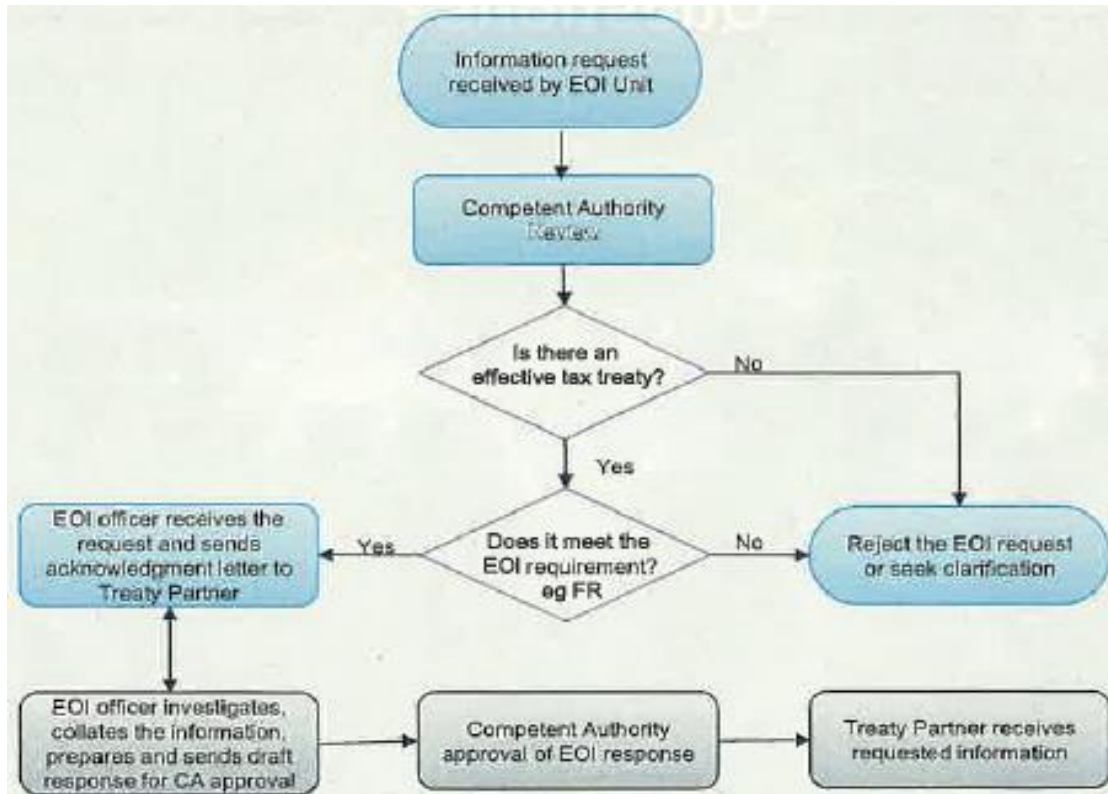 Information request
received by EOI Unit
Competent Authority
Review
Is there an
effective tax treaty?
No
Yes
Does it meet the
EOI requirement?
eg FR
Yes
No
EOI officer receives the
request and sends
acknowledgment letter to
Treaty Partner
Reject the EOI request
or seek clarification
EOI officer investigates,
collates the information,
prepares and sends draft
response for CA approval
Competent Authority
approval of EOI response
Treaty Partner receives
requested information